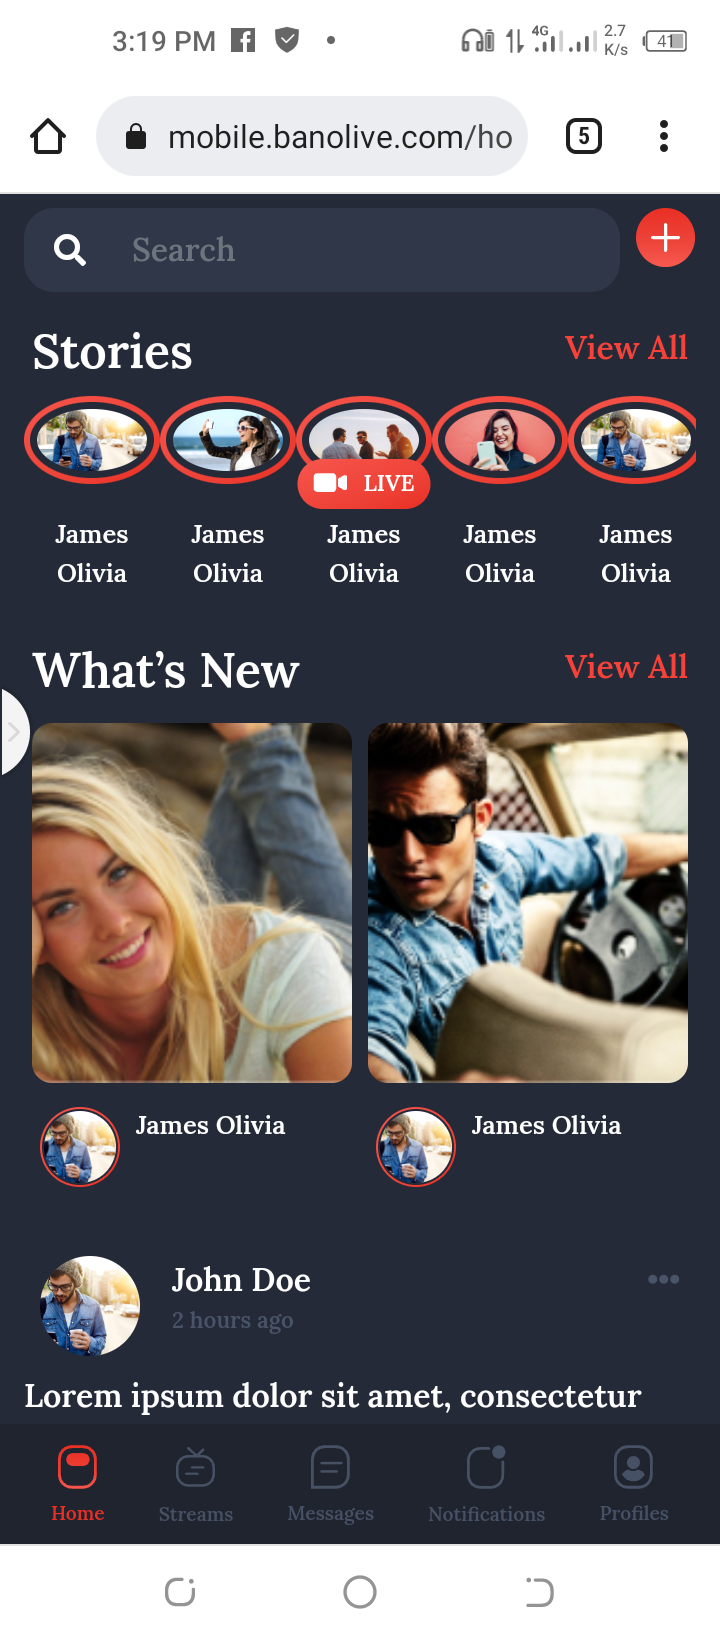 3:19 PM
4G
2.7
K/s
41
mobile.banolive.com/ho
5
Search
Stories
View All
LIVE
James James James James James
Olivia Olivia Olivia Olivia Olivia
What's New
View All
James Olivia
James Olivia
John Doe
2 hours ago
Lorem ipsum dolor sit amet, consectetur
Home Streams Messages Notifications Profiles